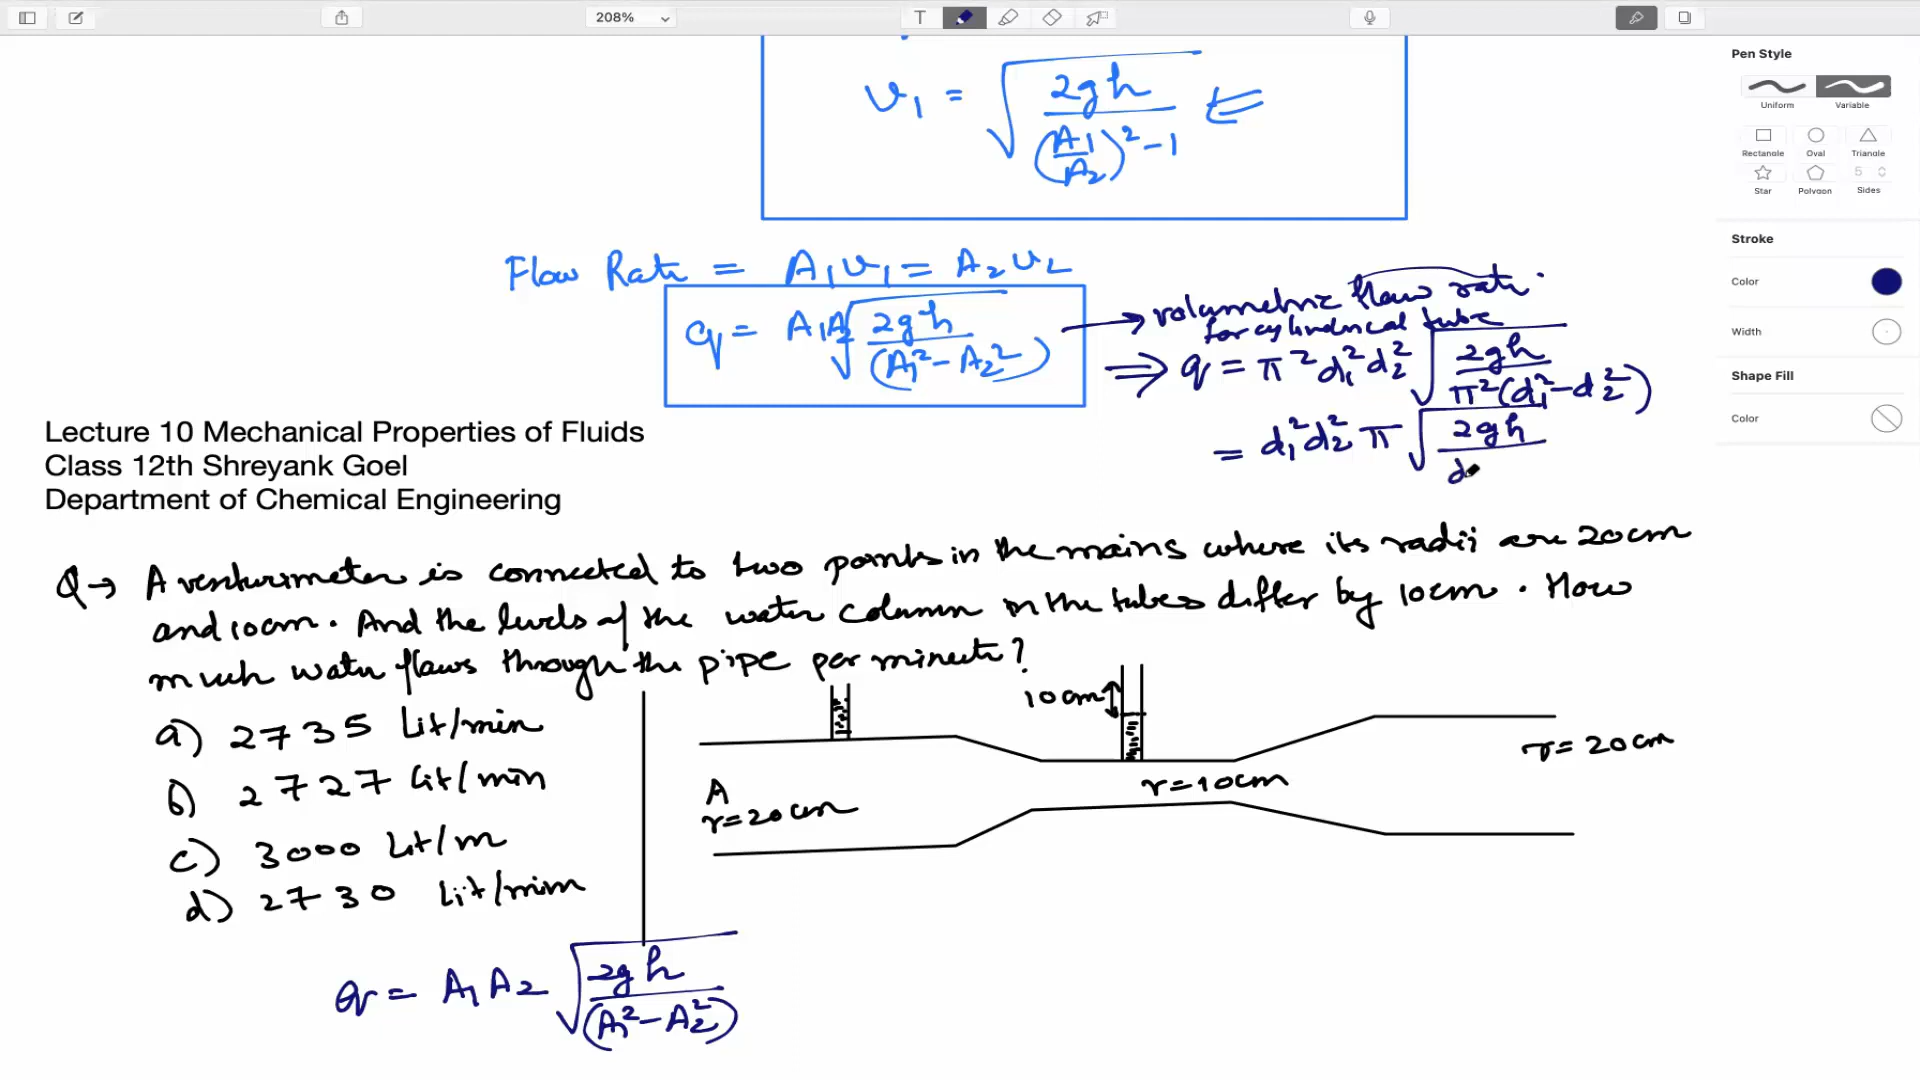 208%
T
v₁ = √(2gh / ((A1/A2)² - 1))
Flow Rate = A₁v₁ = A₂v₂
q = A₁A₂ √(2gh / (A₁² - A₂²))
→ volumetric flow rate.
for cylinderical tube
⇒ q = π² d₁² d₂² √(2gh / π²(d₁² - d₂²))
= d₁² d₂² π √(2gh / d
Lecture 10 Mechanical Properties of Fluids
Class 12th Shreyank Goel
Department of Chemical Engineering
Q→ A venturimeter is connected to two points in the mains where its radii are 20cm
and 10cm. And the levels of the water column in the tubes differ by 10cm. How
much water flows through the pipe per minute?
a) 2735 Lit/min
b) 2727 Lit/min
c) 3000 Lit/m
d) 2730 Lit/min
10cm
A
r=20cm
r=10cm
r=20cm
Q = A₁A₂ √(2gh / (A₁² - A₂²))
Pen Style
Uniform
Variable
Rectangle
Oval
Triangle
5
Star
Polygon
Sides
Stroke
Color
Width
Shape Fill
Color